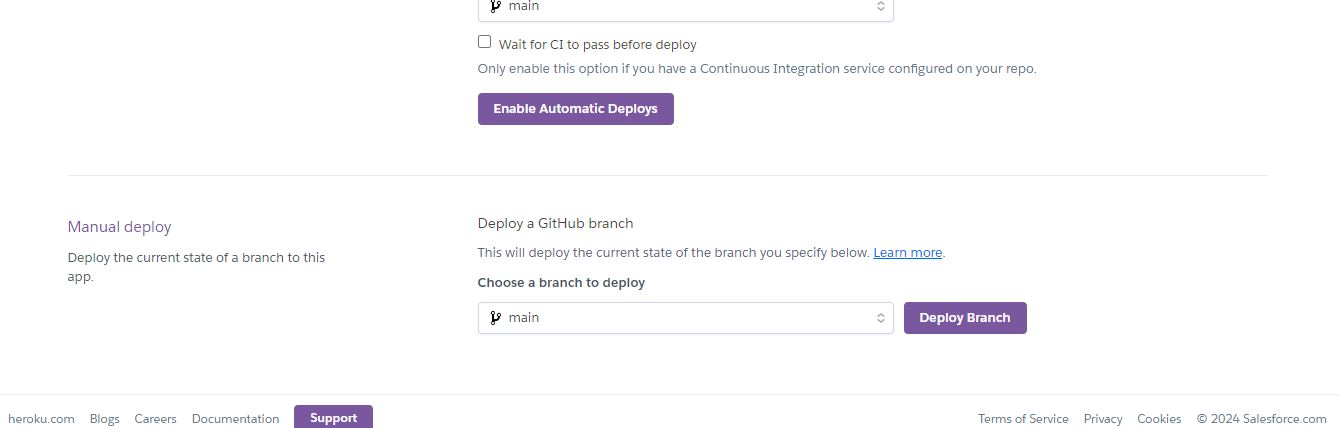 main
Wait for CI to pass before deploy
Only enable this option if you have a Continuous Integration service configured on your repo.
Enable Automatic Deploys
Manual deploy
Deploy the current state of a branch to this
app.
Deploy a GitHub branch
This will deploy the current state of the branch you specify below. Learn more.
Choose a branch to deploy
main
Deploy Branch
heroku.com Blogs Careers Documentation Support Terms of Service Privacy Cookies © 2024 Salesforce.com